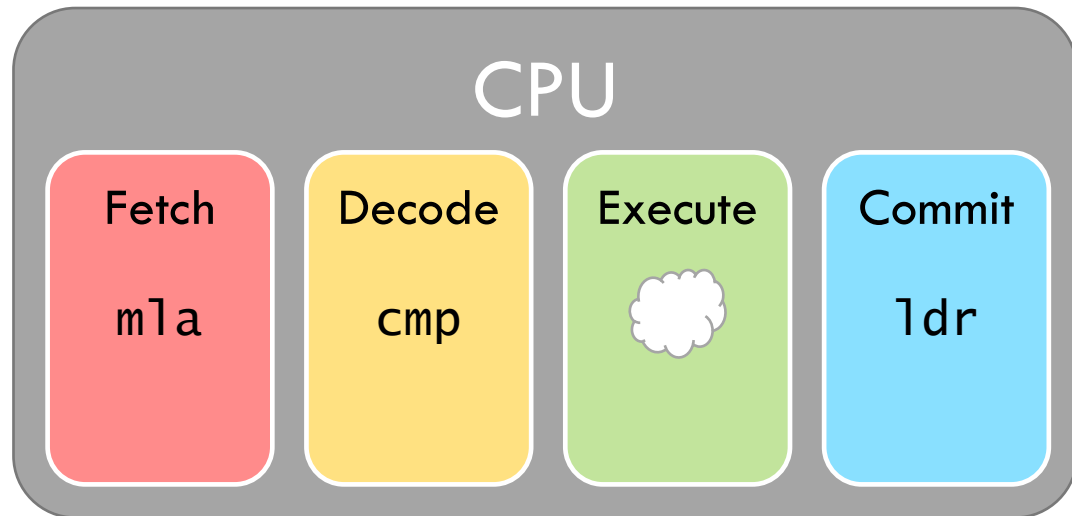 CPU
Fetch
Decode
Execute
Commit
mla
cmp
ldr